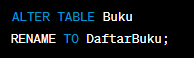 ALTER TABLE Buku
RENAME TO DaftarBuku;